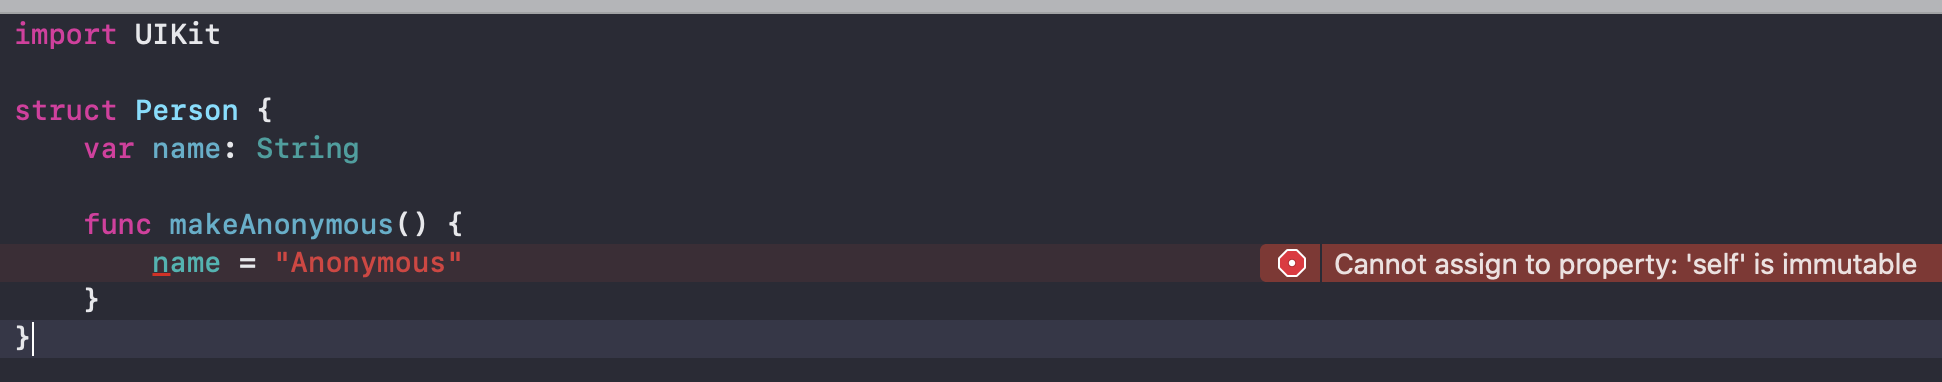 import UIKit
struct Person {
var name: String
func makeAnonymous() {
name = "Anonymous"
Cannot assign to property: 'self' is immutable
}
}